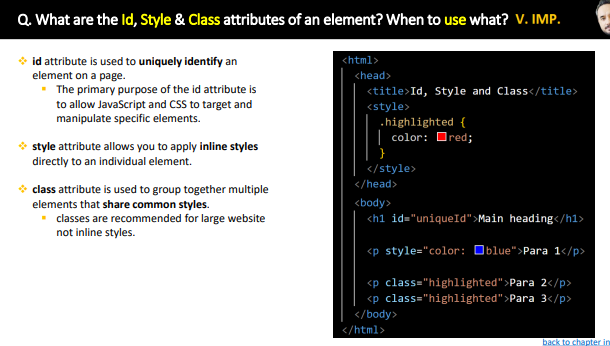 Q. What are the Id, Style & Class attributes of an element? When to use what? V. IMP.
id attribute is used to uniquely identify an
element on a page.
The primary purpose of the id attribute is
to allow JavaScript and CSS to target and
manipulate specific elements.
style attribute allows you to apply inline styles
directly to an individual element.
class attribute is used to group together multiple
elements that share common styles.
classes are recommended for large website
not inline styles.
<html>
<head>
<title>Id, Style and Class</title>
<style>
.highlighted {
color: red;
}
</style>
</head>
<body>
<h1 id="uniqueId">Main heading</h1>
<p style="color: blue">Para 1</p>
<p class="highlighted">Para 2</p>
<p class="highlighted">Para 3</p>
</body>
</html>
back to chapter in